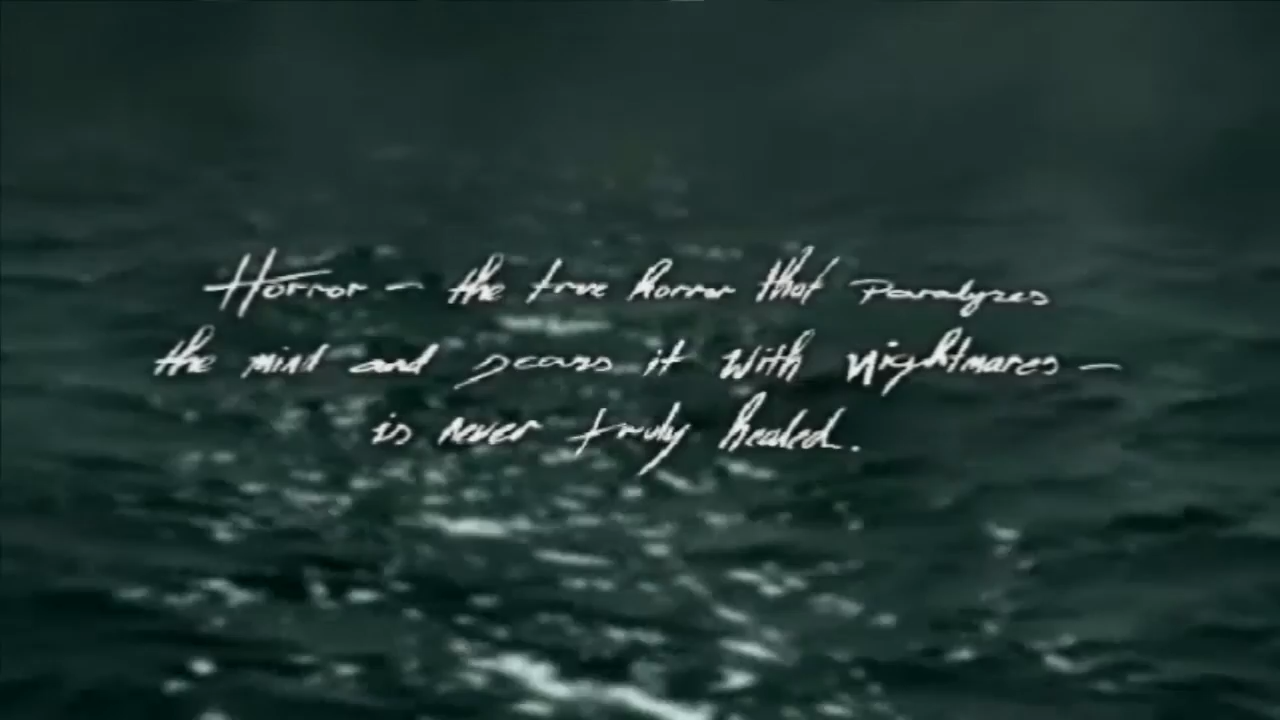 Horror – the true horror that Paralyzes
the mind and scars it with nightmares –
is never truly healed.